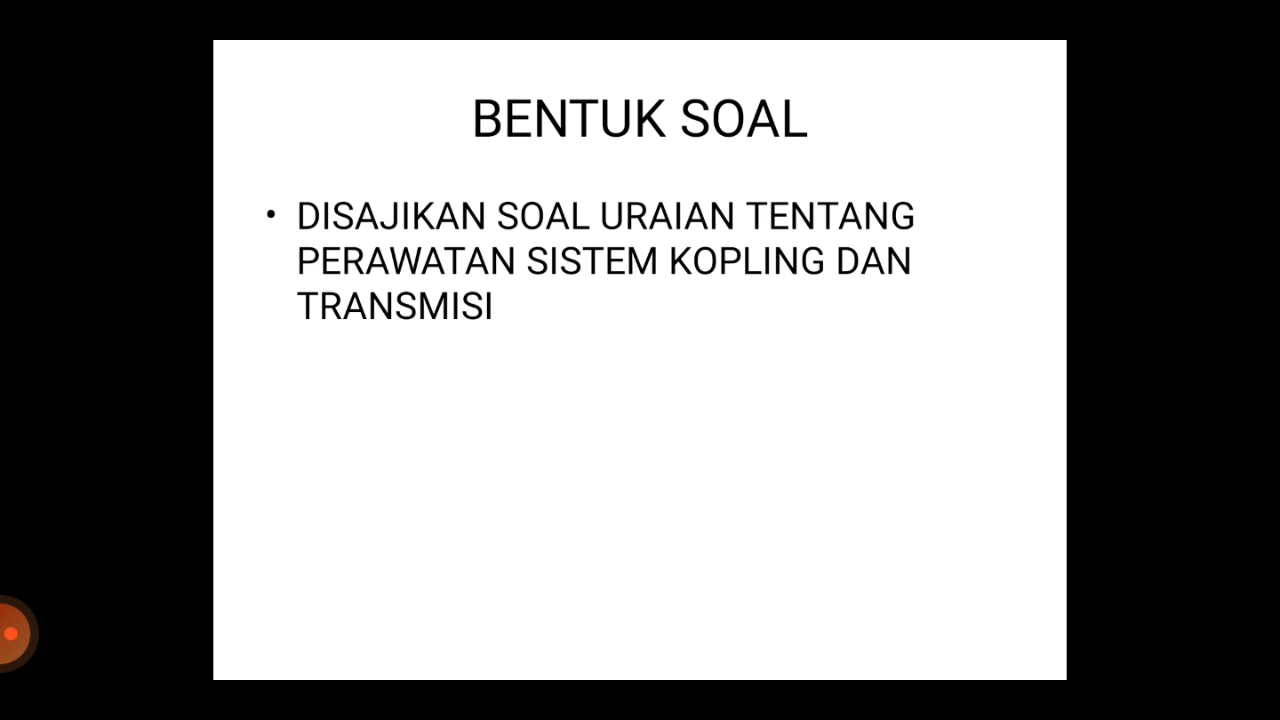 BENTUK SOAL
• DISAJIKAN SOAL URAIAN TENTANG
PERAWATAN SISTEM KOPLING DAN
TRANSMISI